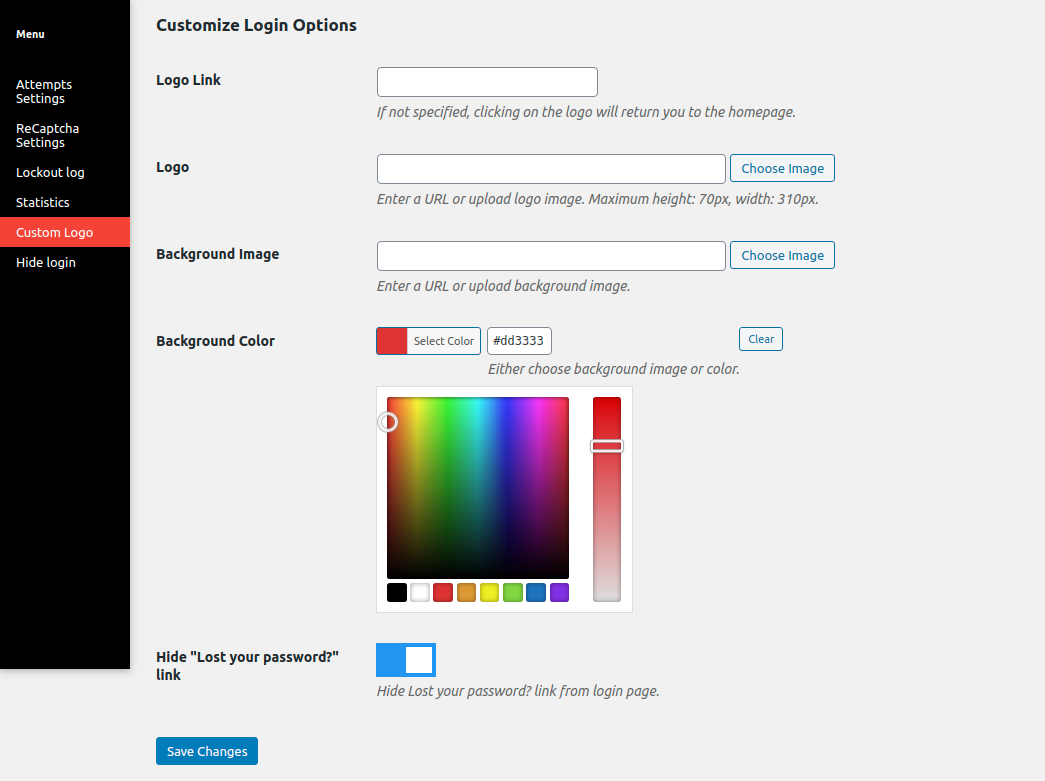 Menu
Attempts
Settings
ReCaptcha
Settings
Lockout log
Statistics
Custom Logo
Hide login
Customize Login Options
Logo Link
If not specified, clicking on the logo will return you to the homepage.
Logo
Choose Image
Enter a URL or upload logo image. Maximum height: 70px, width: 310px.
Background Image
Choose Image
Enter a URL or upload background image.
Background Color
Select Color
#dd3333
Clear
Either choose background image or color.
Hide "Lost your password?"
link
Hide Lost your password? link from login page.
Save Changes